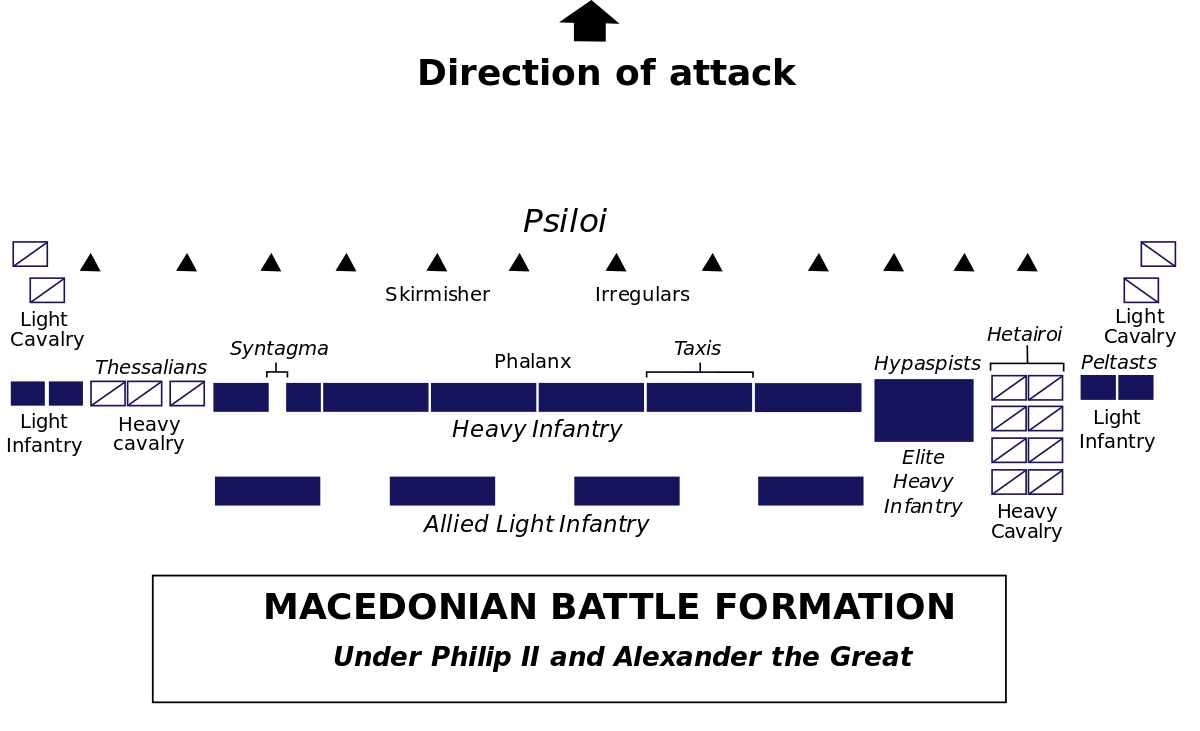 Direction of attack
Psiloi
Skirmisher
Irregulars
Light
Cavalry
Light
Cavalry
Syntagma
Phalanx
Taxis
Hetairoi
Thessalians
Hypaspists
Peltasts
Light
Infantry
Heavy
cavalry
Heavy Infantry
Light
Infantry
Elite
Heavy
Infantry
Heavy
Cavalry
Allied Light Infantry
MACEDONIAN BATTLE FORMATION
Under Philip II and Alexander the Great